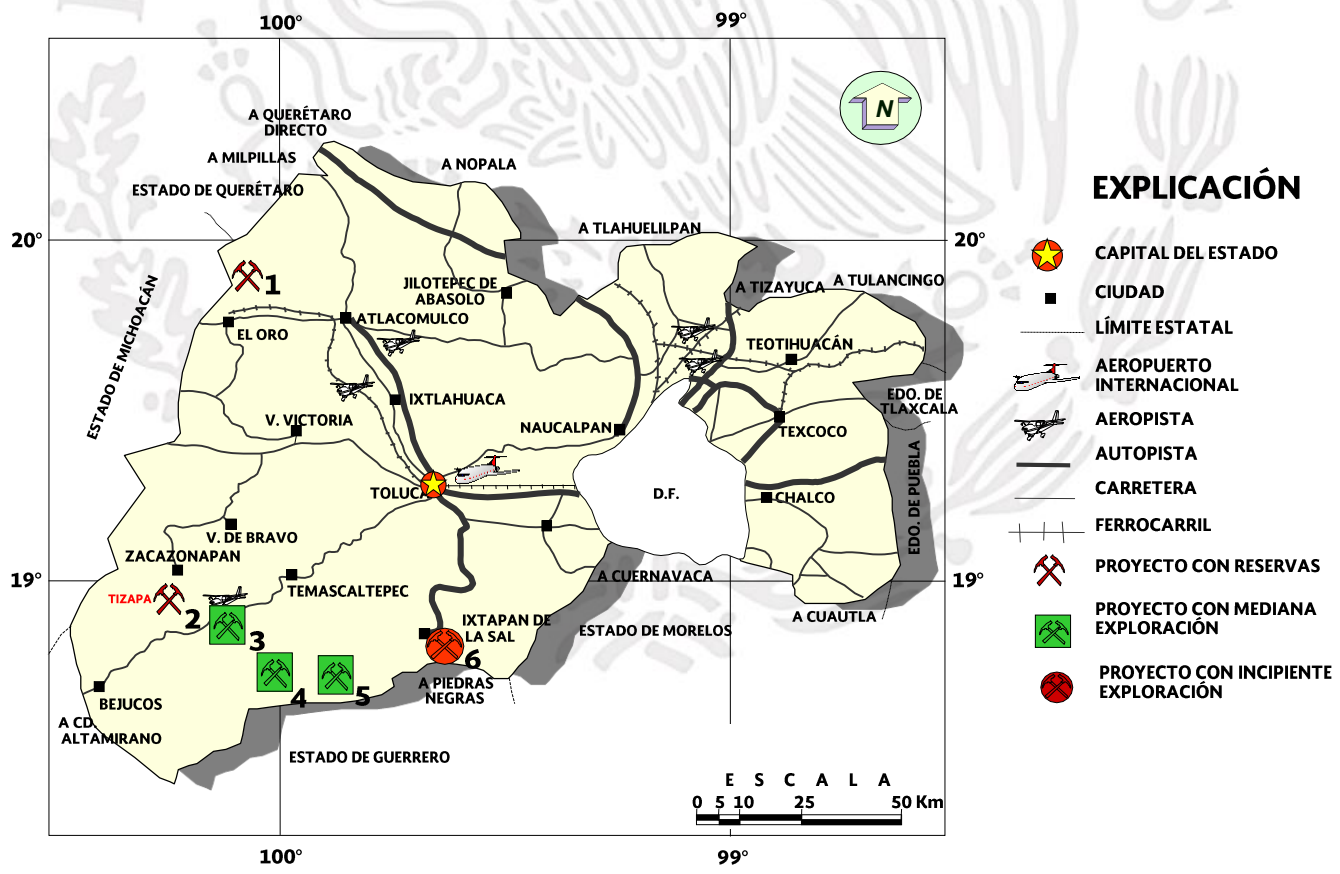 100°
99°
A QUERÉTARO
DIRECTO
A MILPILLAS
A NOPALA
ESTADO DE QUERÉTARO
N
A TLAHUELILPAN
20°
20°
A TULANCINGO
A TIZAYUCA
1
JILOTEPEC DE
ABASOLO
ESTADO DE MICHOACÁN
EL ORO
ATLACOMULCO
TEOTIHUACÁN
IXTLAHUACA
EDO. DE
TLAXCALA
V. VICTORIA
NAUCALPAN
TEXCOCO
TOLUCA
D.F.
CHALCO
EDO. DE PUEBLA
V. DE BRAVO
ZACAZONAPAN
19°
19°
A CUERNAVACA
TEMASCALTEPEC
TIZAPA
2
3
IXTAPAN DE
LA SAL
A CUAUTLA
ESTADO DE MORELOS
6
4
5
A PIEDRAS
NEGRAS
BEJUCOS
A CD.
ALTAMIRANO
ESTADO DE GUERRERO
E S C A L A
0 5 10 25 50 Km
100°
99°
EXPLICACIÓN
CAPITAL DEL ESTADO
CIUDAD
LÍMITE ESTATAL
AEROPUERTO
INTERNACIONAL
AEROPISTA
AUTOPISTA
CARRETERA
FERROCARRIL
PROYECTO CON RESERVAS
PROYECTO CON MEDIANA
EXPLORACIÓN
PROYECTO CON INCIPIENTE
EXPLORACIÓN